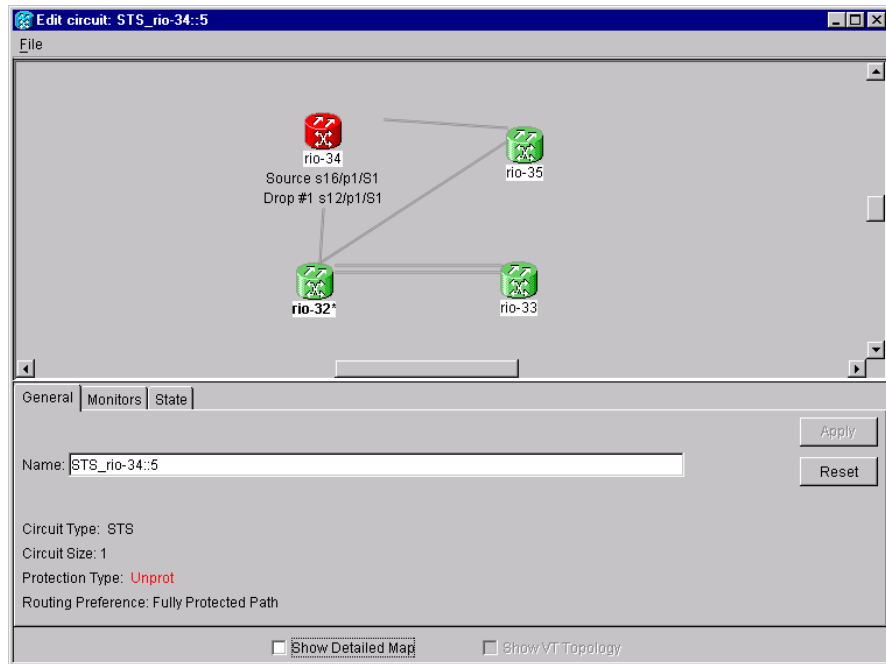 Edit circuit: STS_rio-34::5
File
rio-34
Source s16/p1/S1
Drop #1 s12/p1/S1
rio-35
rio-32*
rio-33
General Monitors State
Apply
Name: STS_rio-34::5
Reset
Circuit Type: STS
Circuit Size: 1
Protection Type: Unprot
Routing Preference: Fully Protected Path
Show Detailed Map Show VT Topology